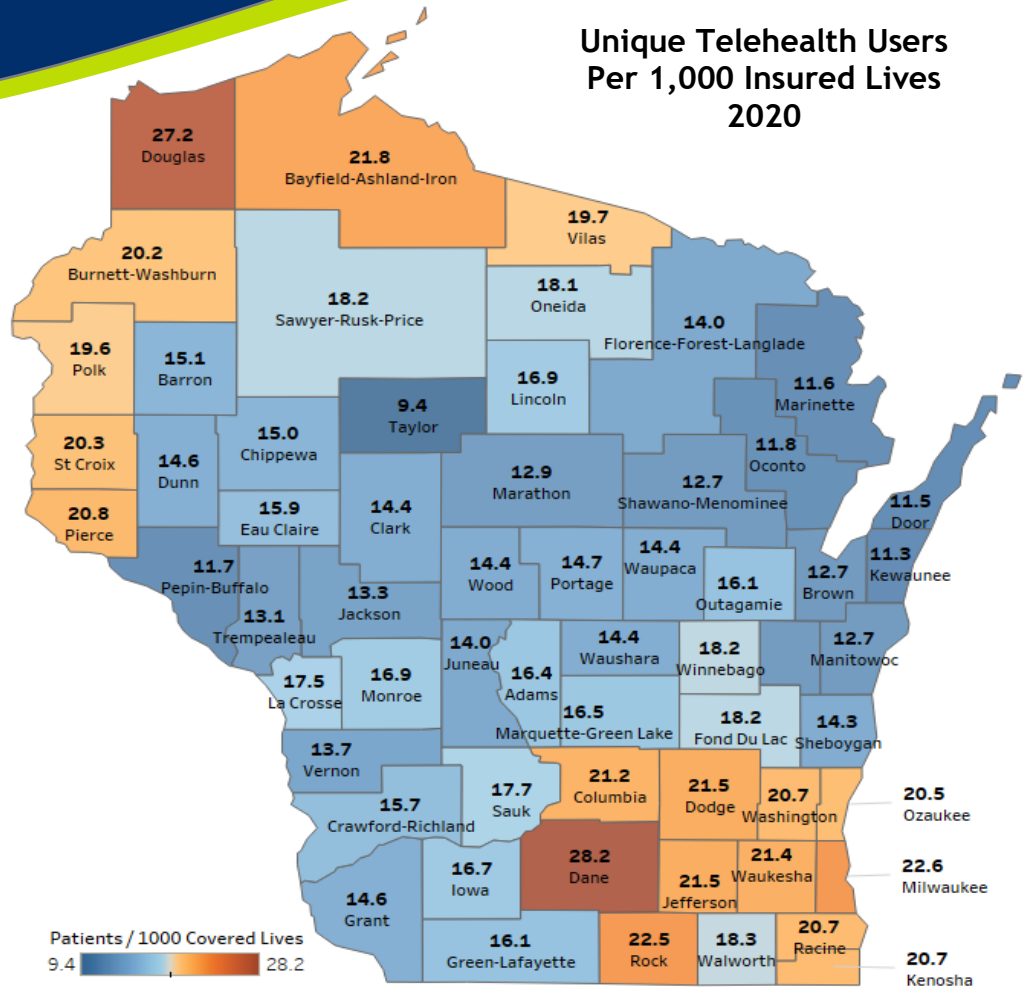 Unique Telehealth Users
Per 1,000 Insured Lives
2020
27.2
Douglas
21.8
Bayfield-Ashland-Iron
19.7
Vilas
20.2
Burnett-Washburn
18.2
Sawyer-Rusk-Price
18.1
Oneida
14.0
Florence-Forest-Langlade
19.6
Polk
15.1
Barron
16.9
Lincoln
11.6
Marinette
9.4
Taylor
20.3
St Croix
14.6
Dunn
15.0
Chippewa
11.8
Oconto
12.9
Marathon
12.7
Shawano-Menominee
20.8
Pierce
15.9
Eau Claire
14.4
Clark
11.5
Door
11.7
Pepin-Buffalo
14.4
Wood
14.7
Portage
14.4
Waupaca
16.1
Outagamie
12.7
Brown
11.3
Kewaunee
13.1
Trempealeau
13.3
Jackson
14.0
Juneau
16.4
Adams
14.4
Waushara
18.2
Winnebago
12.7
Manitowoc
17.5
La Crosse
16.9
Monroe
16.5
Marquette-Green Lake
18.2
Fond Du Lac
14.3
Sheboygan
13.7
Vernon
15.7
Crawford-Richland
17.7
Sauk
21.2
Columbia
21.5
Dodge
20.7
Washington
20.5
Ozaukee
14.6
Grant
16.7
Iowa
28.2
Dane
21.5
Jefferson
21.4
Waukesha
22.6
Milwaukee
16.1
Green-Lafayette
22.5
Rock
18.3
Walworth
20.7
Racine
20.7
Kenosha
Patients / 1000 Covered Lives
9.4 28.2